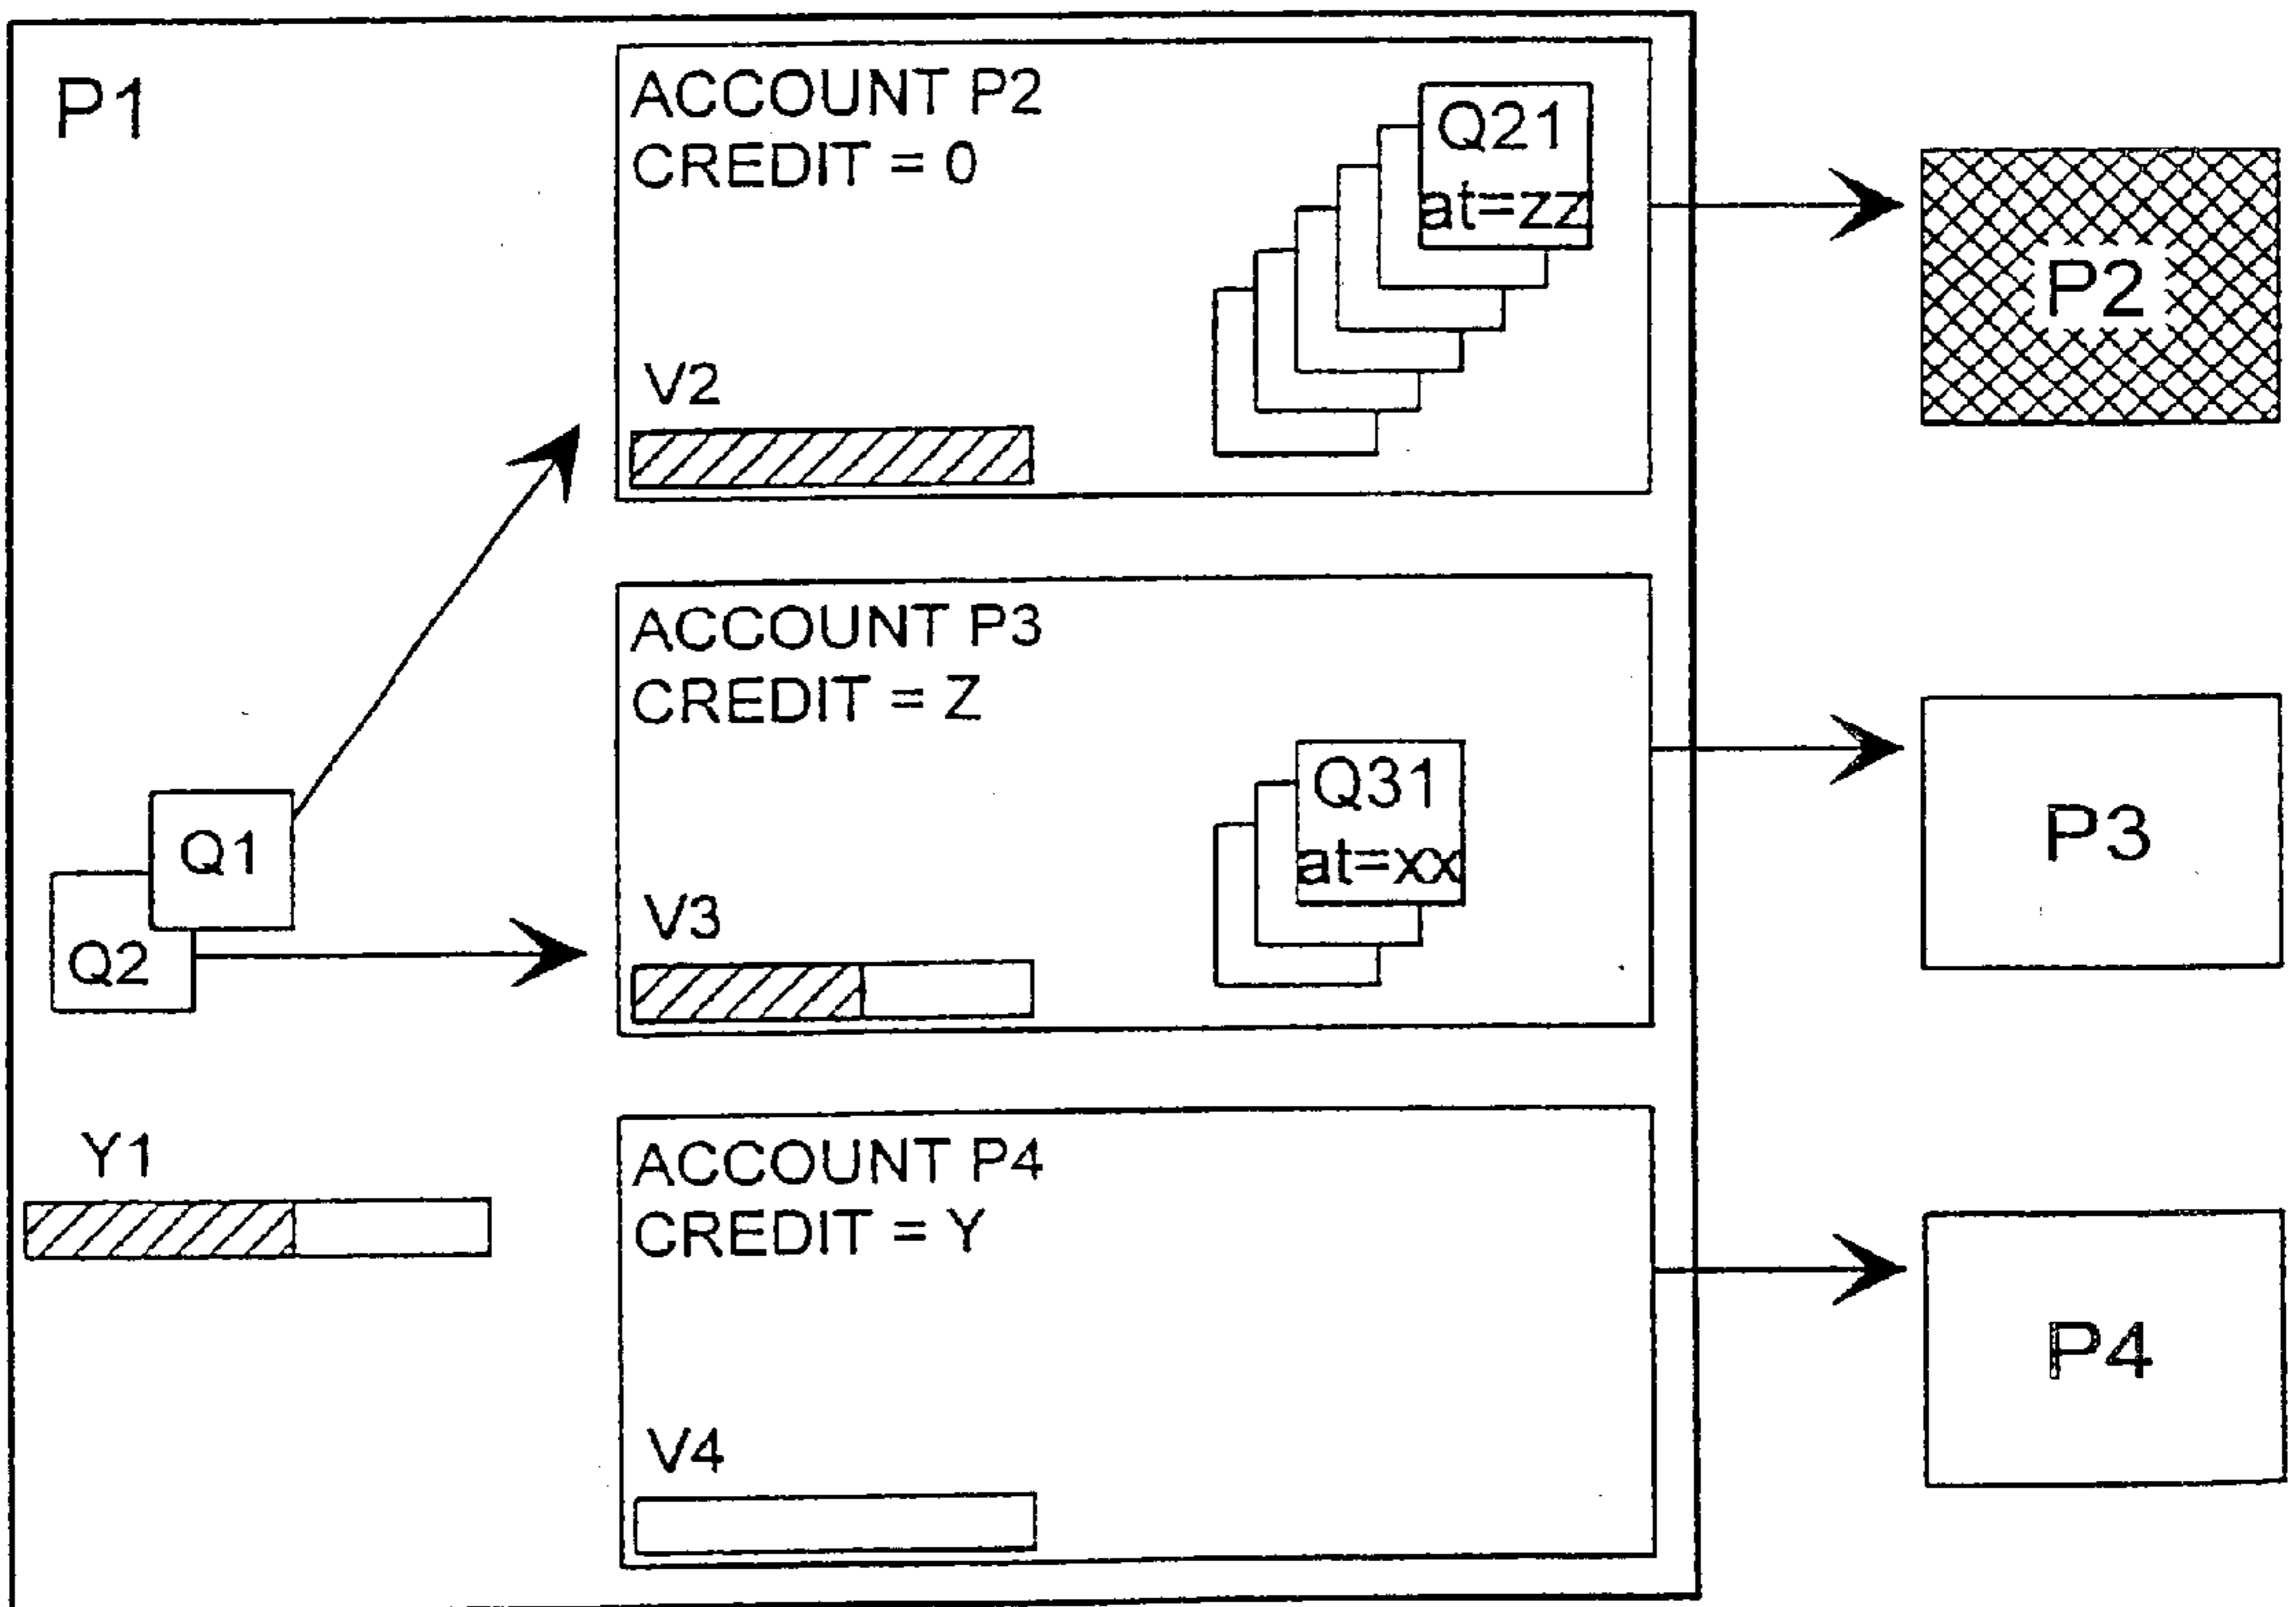 P1
ACCOUNT P2
CREDIT = 0
Q21
at=zz
V2
P2
ACCOUNT P3
CREDIT = Z
Q31
at=xx
V3
P3
Q1
Q2
Y1
ACCOUNT P4
CREDIT = Y
V4
P4